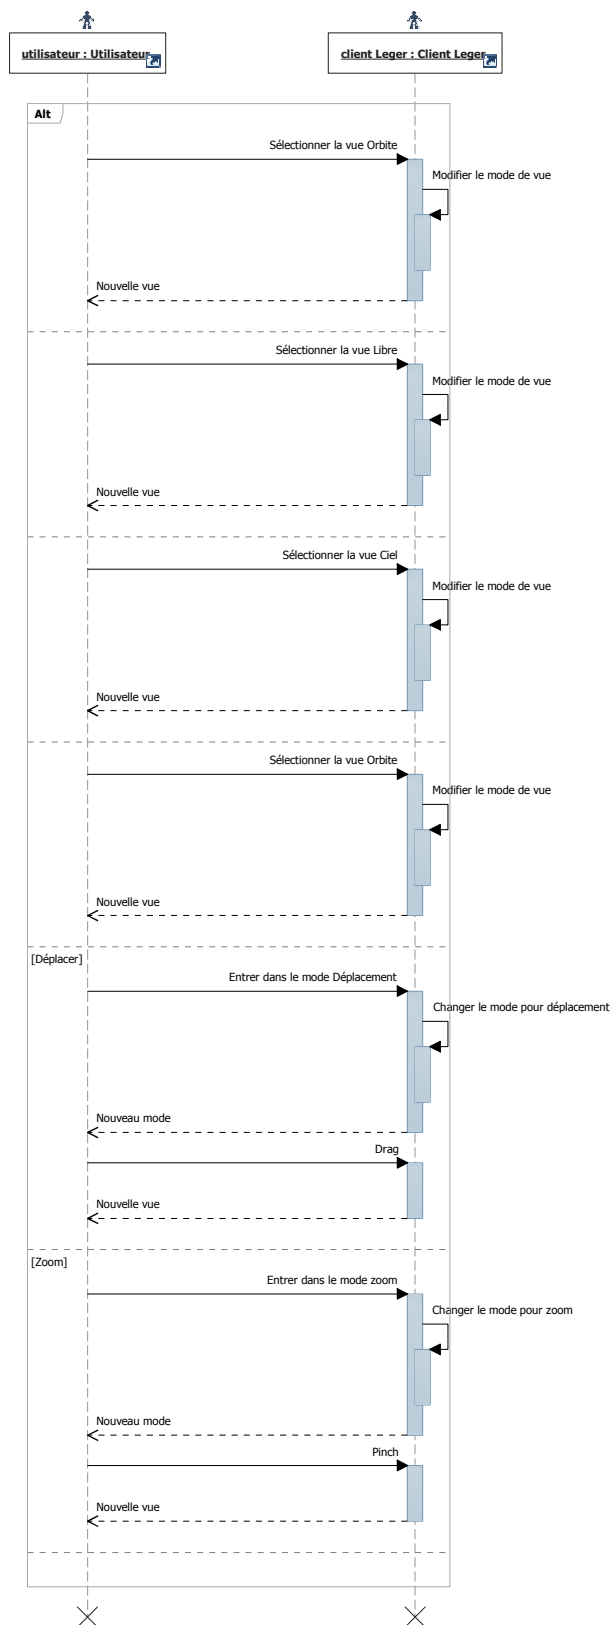 utilisateur : Utilisateur
client Leger : Client Leger
Alt
Sélectionner la vue Orbite
Modifier le mode de vue
Nouvelle vue
Sélectionner la vue Libre
Modifier le mode de vue
Nouvelle vue
Sélectionner la vue Ciel
Modifier le mode de vue
Nouvelle vue
Sélectionner la vue Orbite
Modifier le mode de vue
Nouvelle vue
[Déplacer]
Entrer dans le mode Déplacement
Changer le mode pour déplacement
Nouveau mode
Drag
Nouvelle vue
[Zoom]
Entrer dans le mode zoom
Changer le mode pour zoom
Nouveau mode
Pinch
Nouvelle vue